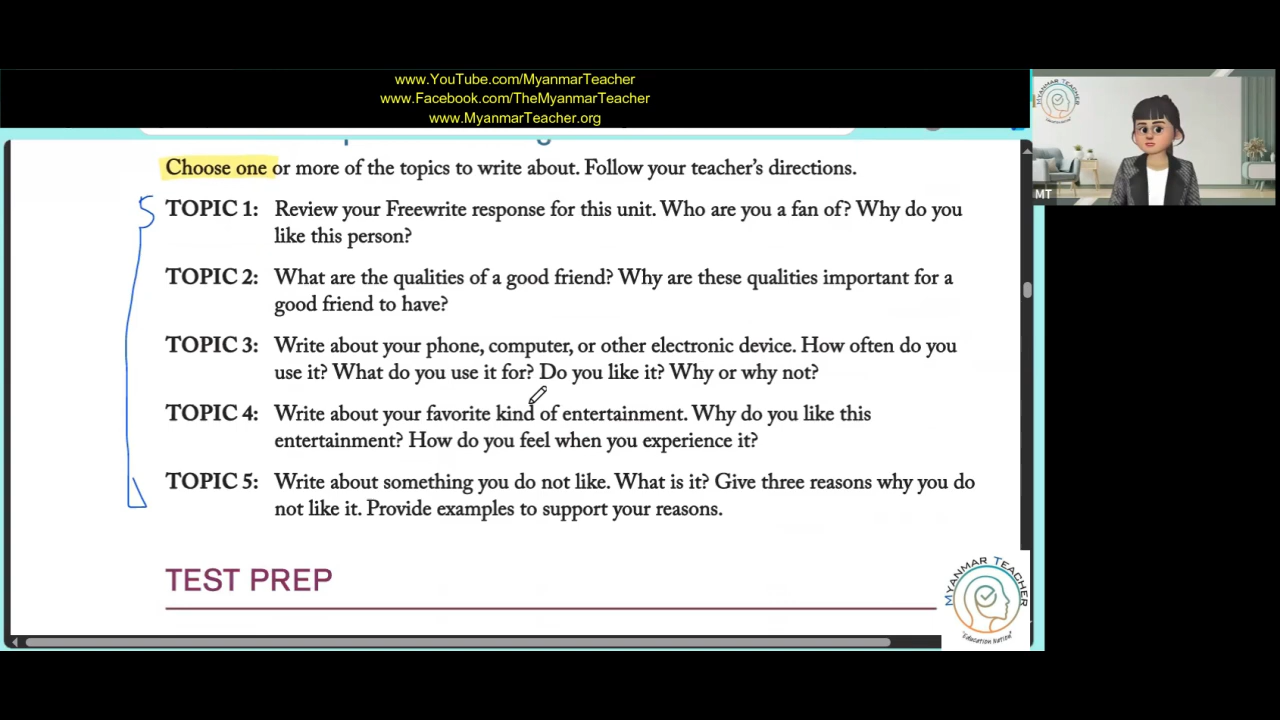 www.YouTube.com/MyanmarTeacher
www.Facebook.com/TheMyanmarTeacher
www.MyanmarTeacher.org
MYANMAR TEACHER
MT
Choose one or more of the topics to write about. Follow your teacher's directions.
TOPIC 1: Review your Freewrite response for this unit. Who are you a fan of? Why do you
like this person?
TOPIC 2: What are the qualities of a good friend? Why are these qualities important for a
good friend to have?
TOPIC 3: Write about your phone, computer, or other electronic device. How often do you
use it? What do you use it for? Do you like it? Why or why not?
TOPIC 4: Write about your favorite kind of entertainment. Why do you like this
entertainment? How do you feel when you experience it?
TOPIC 5: Write about something you do not like. What is it? Give three reasons why you do
not like it. Provide examples to support your reasons.
TEST PREP
MYANMAR TEACHER
"Education Nation"